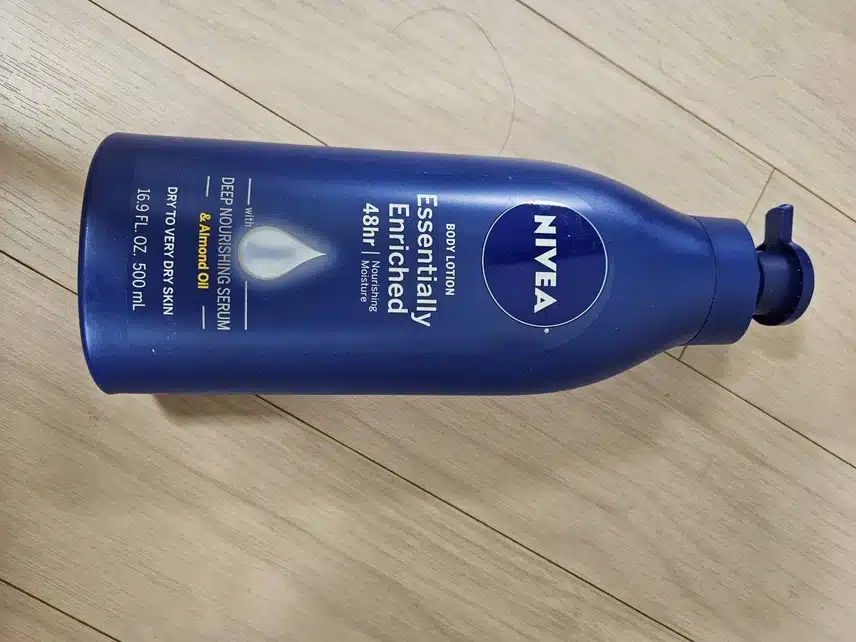 NIVEA®
BODY LOTION
Essentially
Enriched
48hr | Nourishing
Moisture
with
DEEP NOURISHING SERUM
& Almond Oil
DRY TO VERY DRY SKIN
16.9 FL. OZ. 500 mL